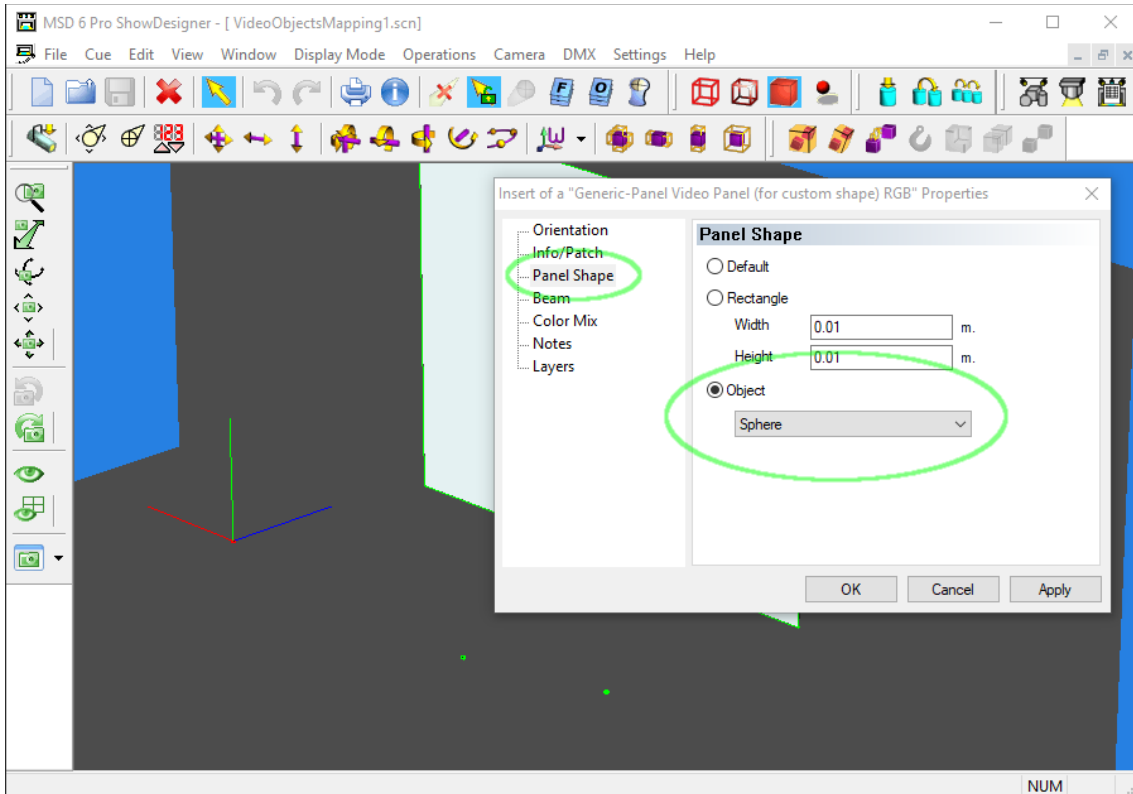 MSD 6 Pro ShowDesigner - [ VideoObjectsMapping1.scn]
File Cue Edit View Window Display Mode Operations Camera DMX Settings Help
F O ?
Insert of a "Generic-Panel Video Panel (for custom shape) RGB" Properties
Orientation
Info/Patch
Panel Shape
Beam
Color Mix
Notes
Layers
Panel Shape
Default
Rectangle
Width 0.01 m.
Height 0.01 m.
Object
Sphere
OK Cancel Apply
NUM